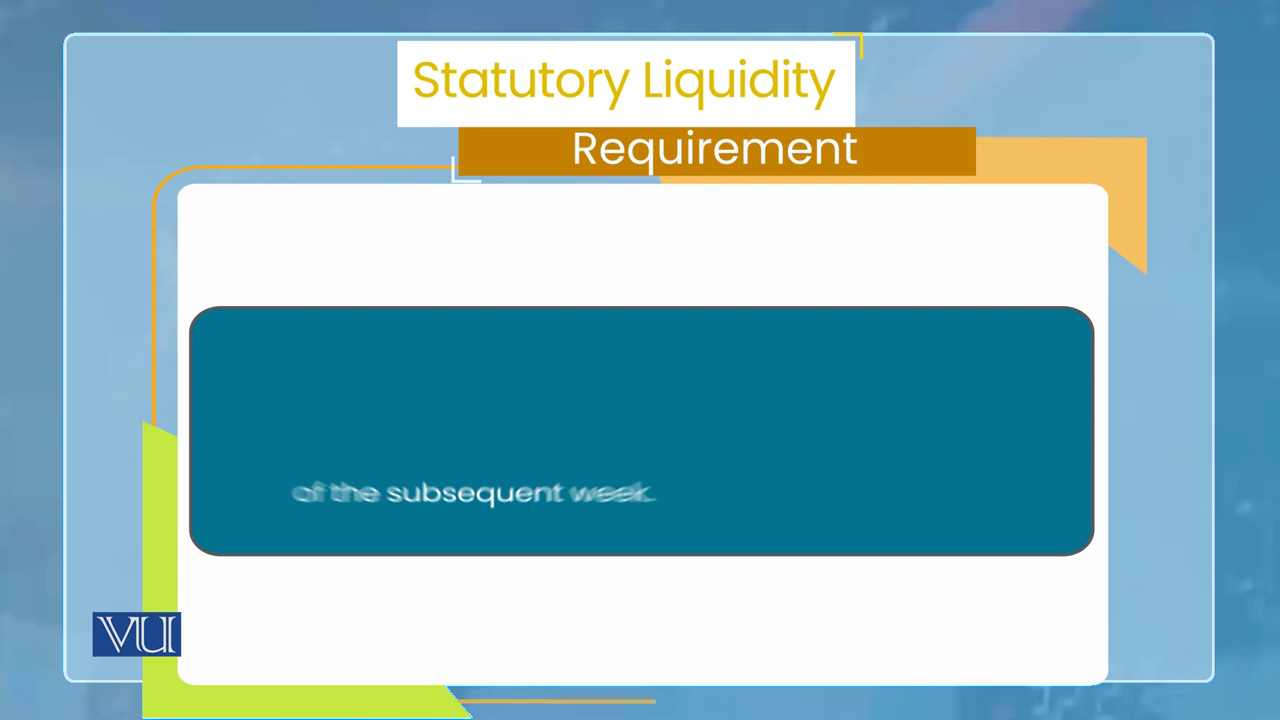 Statutory Liquidity
Requirement
of the subsequent week.
VU